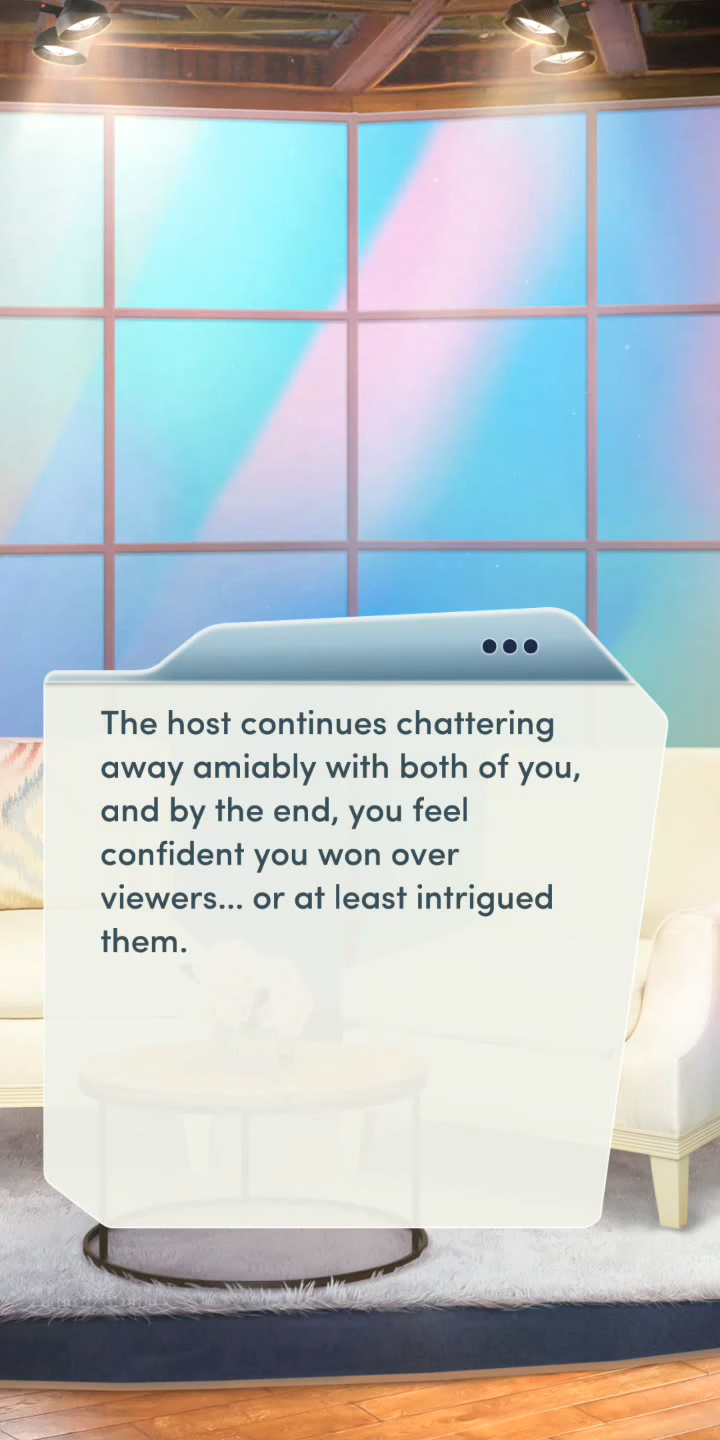 The host continues chattering
away amiably with both of you,
and by the end, you feel
confident you won over
viewers... or at least intrigued
them.